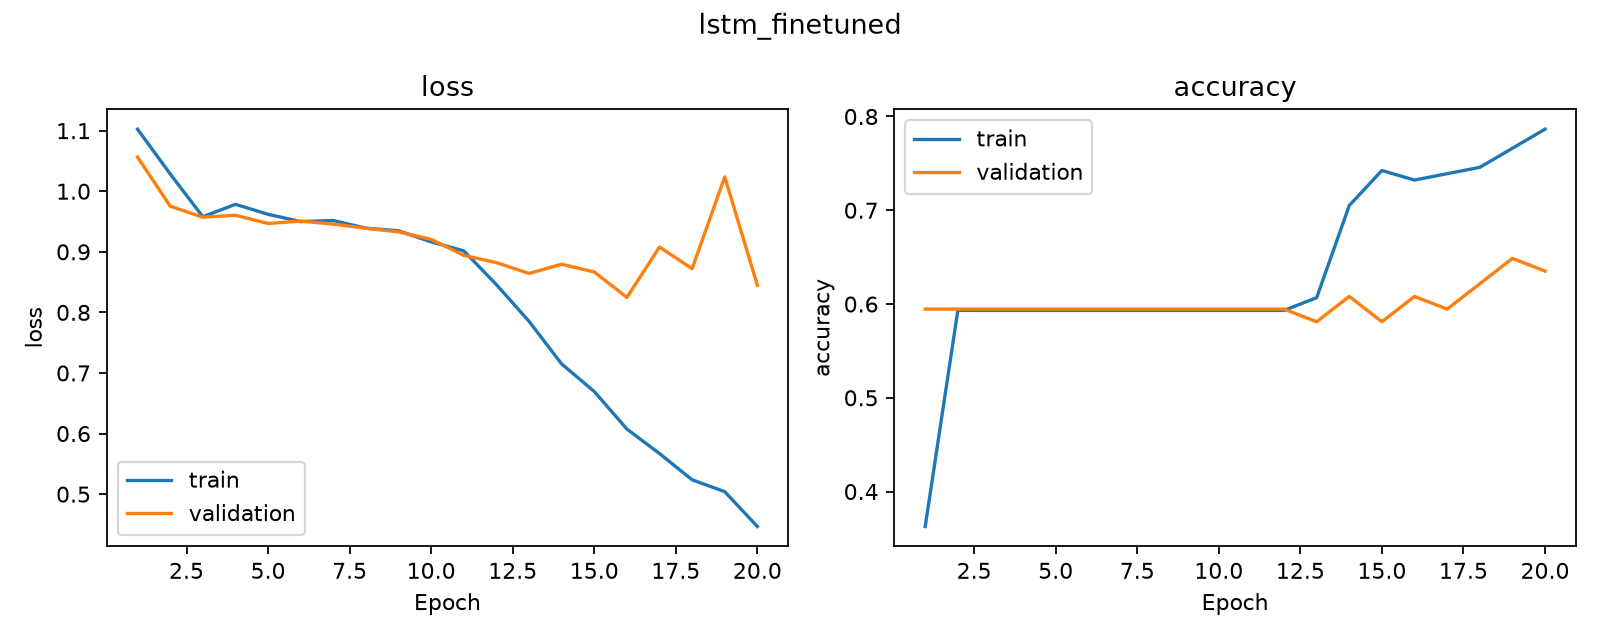 lstm_finetuned
loss
1.1
1.0
0.9
0.8
0.7
0.6
0.5
loss
train
validation
2.5 5.0 7.5 10.0 12.5 15.0 17.5 20.0
Epoch
accuracy
0.8
0.7
0.6
0.5
0.4
accuracy
train
validation
2.5 5.0 7.5 10.0 12.5 15.0 17.5 20.0
Epoch